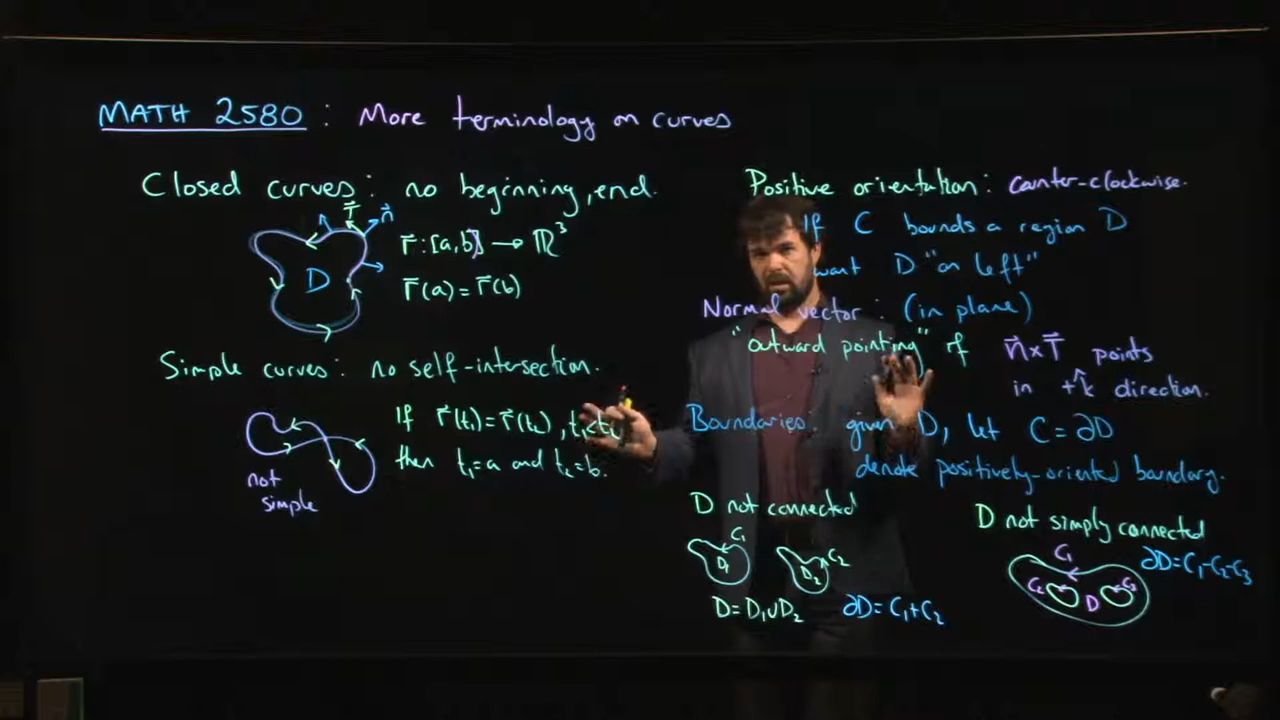 MATH 2580 : More terminology on curves
Closed curves: no beginning, end.
T⃗ n⃗
D
r⃗ : [a,b] → ℝ³
r⃗(a) = r⃗(b)
Simple curves: no self-intersection.
not
simple
If r⃗(t₁) = r⃗(t₂), t₁<t₂
then t₁=a and t₂=b.
Positive orientation: counter-clockwise.
If C bounds a region D
want D "on left"
Normal vector: (in plane)
"outward pointing" if n⃗×T⃗ points
in +k̂ direction.
Boundaries: given D, let C = ∂D
denote positively-oriented boundary.
D not connected
C₁
D₁
C₂
D₂
D = D₁∪D₂
∂D = C₁+C₂
D not simply connected
C₁
C₂
D
C₃
∂D = C₁-C₂-C₃